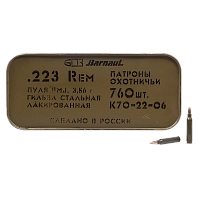 Barnaul
.223 Rem
ПАТРОНЫ
ОХОТНИЧЬИ
ПУЛЯ FMJ, 3,56 г
760 шт.
ГИЛЬЗА СТАЛЬНАЯ
ЛАКИРОВАННАЯ
К70-22-06
СДЕЛАНО В РОССИИ